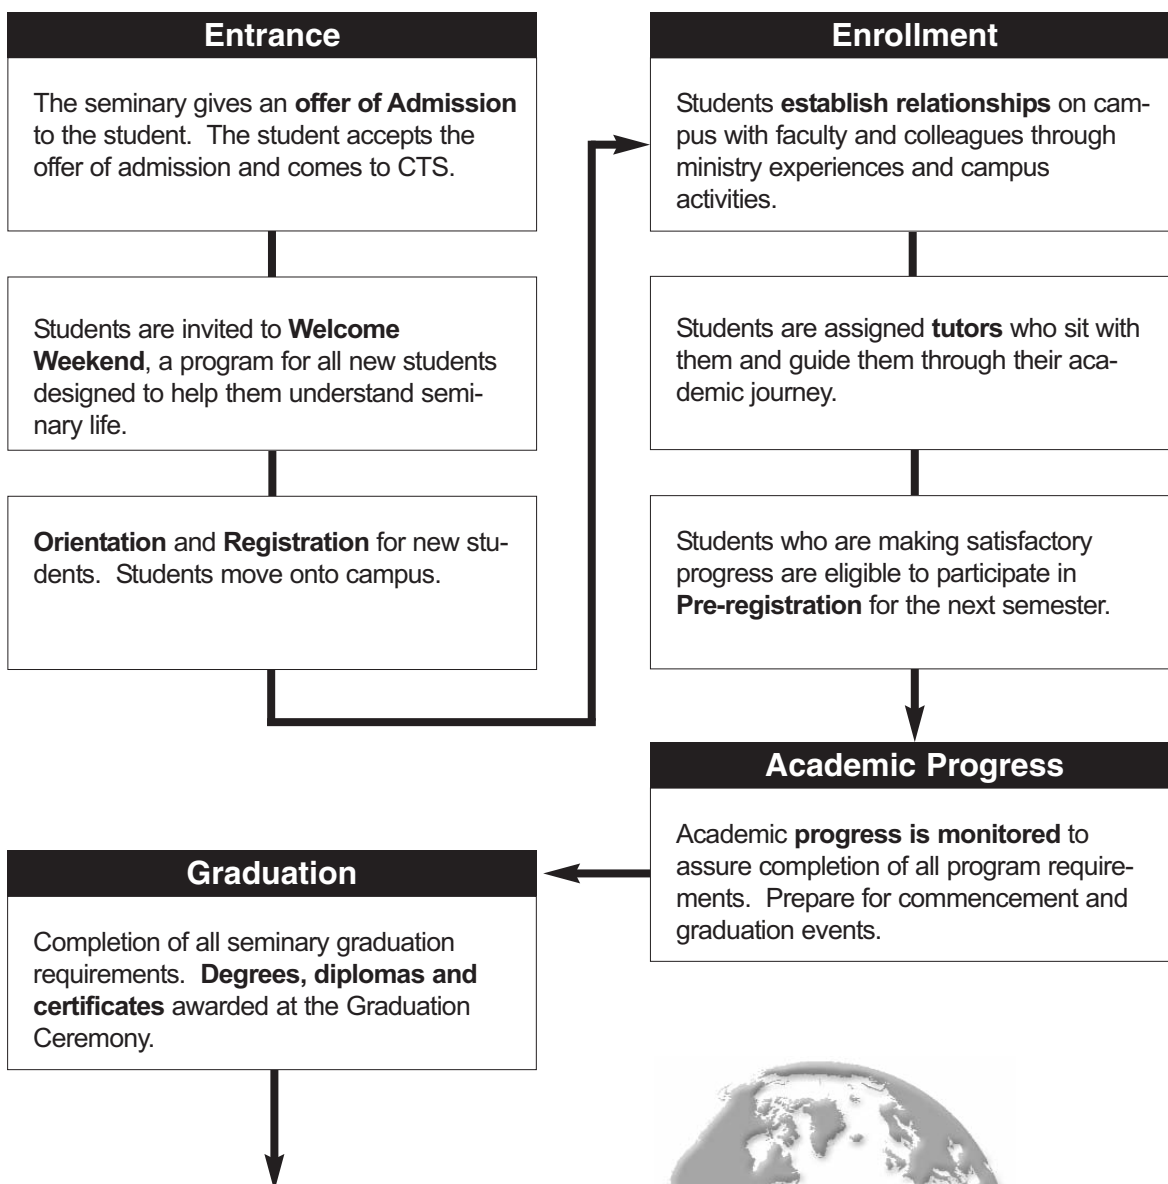 Entrance
The seminary gives an offer of Admission
to the student.  The student accepts the
offer of admission and comes to CTS.
Students are invited to Welcome
Weekend, a program for all new students
designed to help them understand semi-
nary life.
Orientation and Registration for new stu-
dents.  Students move onto campus.
Enrollment
Students establish relationships on cam-
pus with faculty and colleagues through
ministry experiences and campus
activities.
Students are assigned tutors who sit with
them and guide them through their aca-
demic journey.
Students who are making satisfactory
progress are eligible to participate in
Pre-registration for the next semester.
Academic Progress
Academic progress is monitored to
assure completion of all program require-
ments.  Prepare for commencement and
graduation events.
Graduation
Completion of all seminary graduation
requirements.  Degrees, diplomas and
certificates awarded at the Graduation
Ceremony.